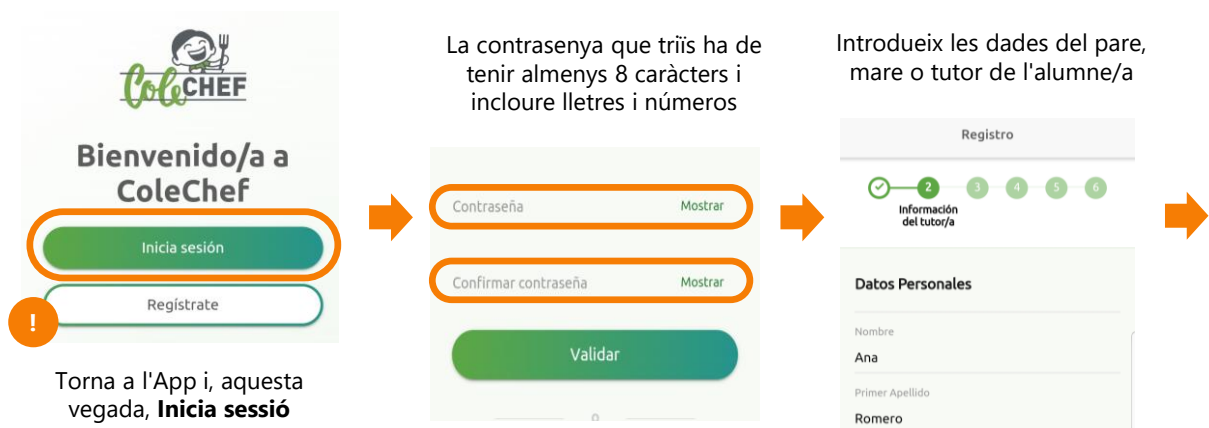 ColeCHEF
Bienvenido/a a
ColeChef
Inicia sesión
Regístrate
!
Torna a l'App i, aquesta
vegada, Inicia sessió
La contrasenya que triïs ha de
tenir almenys 8 caràcters i
incloure lletres i números
Contraseña Mostrar
Confirmar contraseña Mostrar
Validar
Introdueix les dades del pare,
mare o tutor de l'alumne/a
Registro
2 3 4 5 6
Información
del tutor/a
Datos Personales
Nombre
Ana
Primer Apellido
Romero